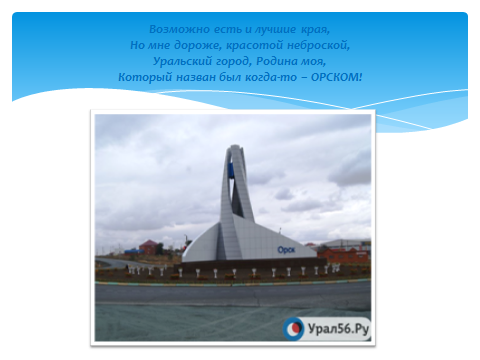 Возможно есть и лучшие края,
Но мне дороже, красотой неброской,
Уральский город, Родина моя,
Который назван был когда-то – ОРСКОМ!
Орск
Урал56.Ру